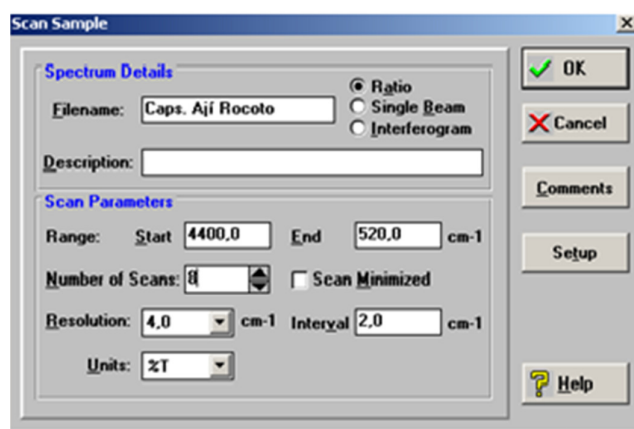 Scan Sample
Spectrum Details
Filename: Caps. Ají Rocoto
Ratio
Single Beam
Interferogram
Description:
Scan Parameters
Range: Start 4400,0 End 520,0 cm-1
Number of Scans: 8 Scan Minimized
Resolution: 4,0 cm-1 Interval 2,0 cm-1
Units: %T
OK
Cancel
Comments
Setup
? Help